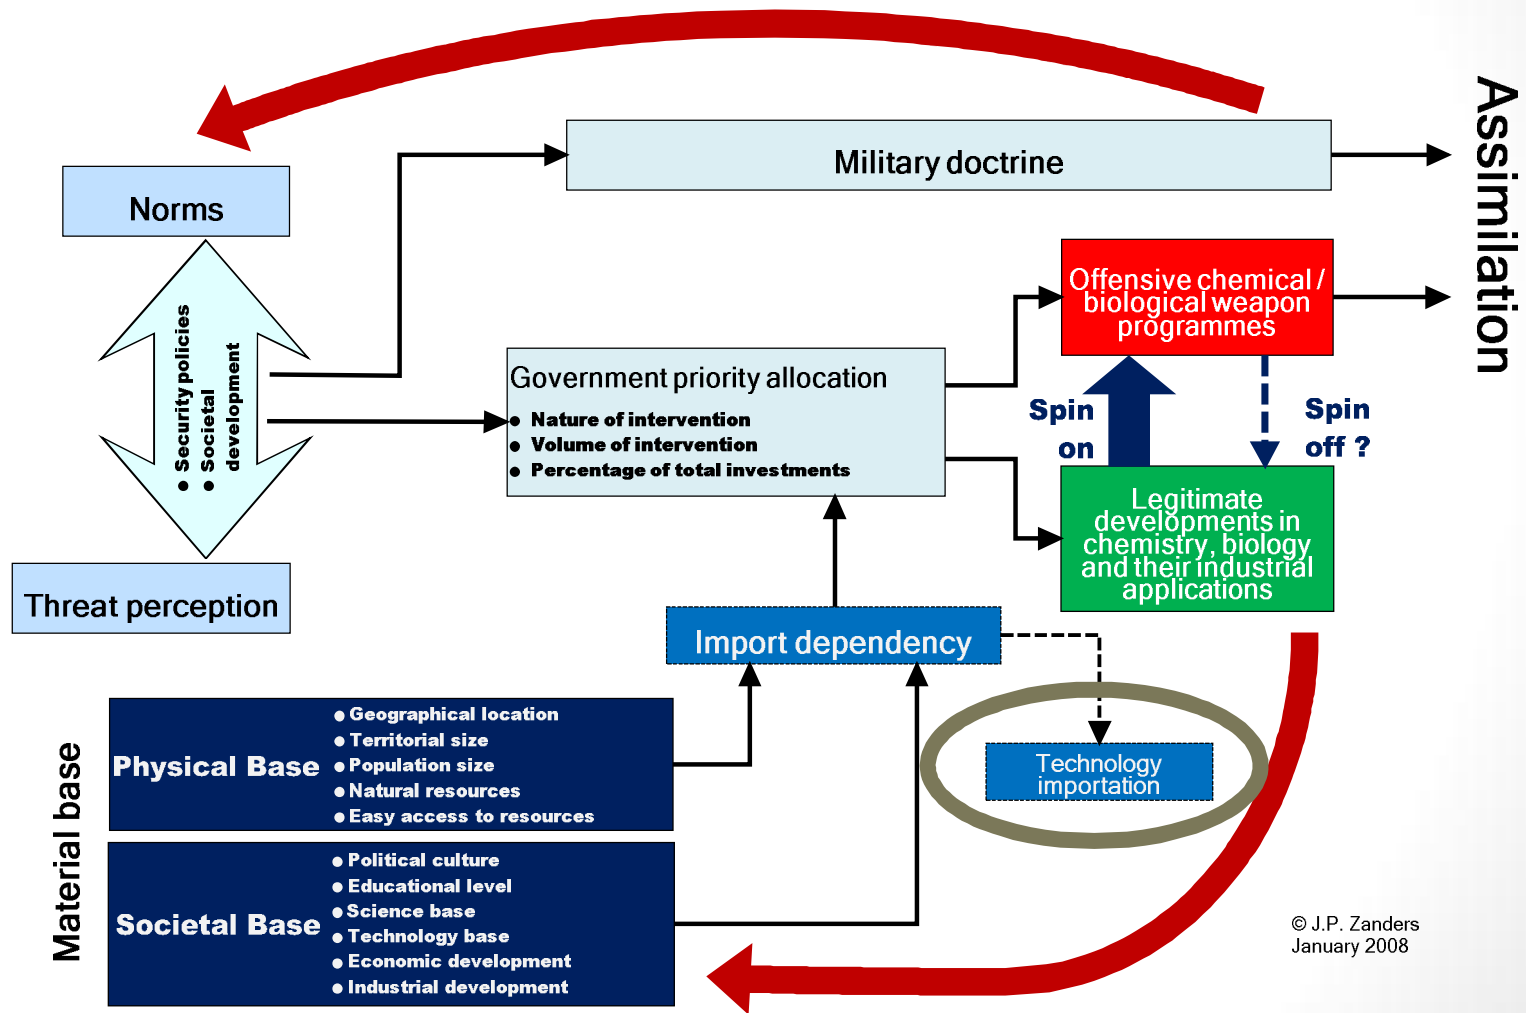 Assimilation
Military doctrine
Norms
● Security policies
● Societal
development
Threat perception
Government priority allocation
● Nature of intervention
● Volume of intervention
● Percentage of total investments
Offensive chemical /
biological weapon
programmes
Spin
on
Spin
off ?
Legitimate
developments in
chemistry, biology
and their industrial
applications
Import dependency
Technology
importation
Material base
Physical Base
● Geographical location
● Territorial size
● Population size
● Natural resources
● Easy access to resources
Societal Base
● Political culture
● Educational level
● Science base
● Technology base
● Economic development
● Industrial development
© J.P. Zanders
January 2008